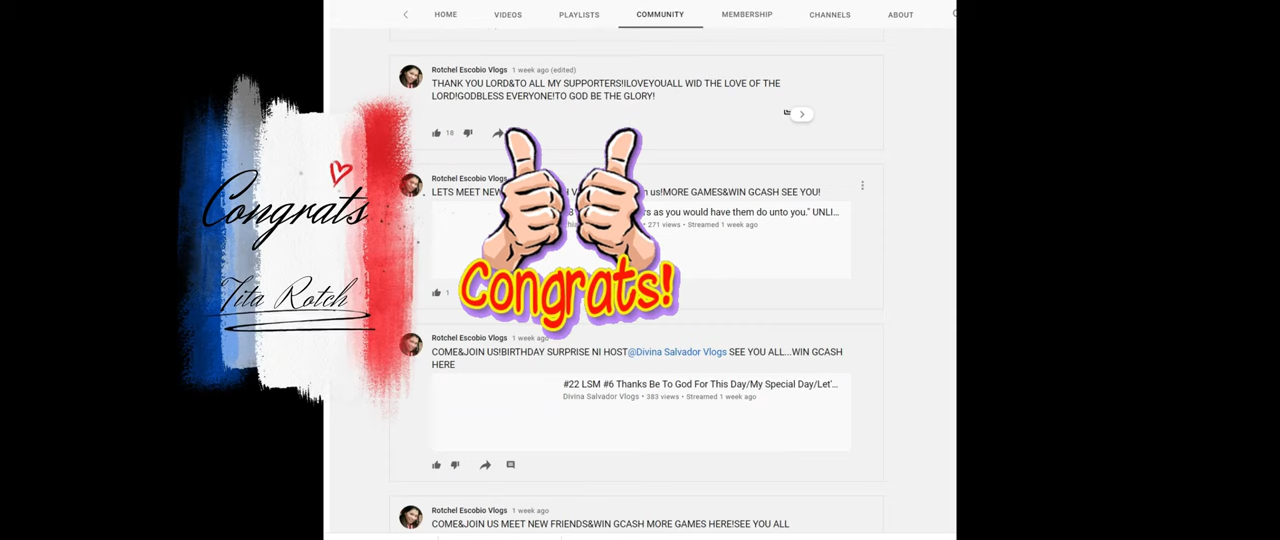 HOME VIDEOS PLAYLISTS COMMUNITY MEMBERSHIP CHANNELS ABOUT
Rotchel Escobio Vlogs 1 week ago (edited)
THANK YOU LORD&TO ALL MY SUPPORTERS!ILOVEYOUALL WID THE LOVE OF THE
LORD!GODBLESS EVERYONE!TO GOD BE THE GLORY!
18
Congrats
Tita Rotch
Rotchel Escobio Vlogs
LETS MEET NEW us!MORE GAMES&WIN GCASH SEE YOU!
as you would have them do unto you." UNLI...
• 271 views • Streamed 1 week ago
1
Congrats!
Rotchel Escobio Vlogs 1 week ago
COME&JOIN US!BIRTHDAY SURPRISE NI HOST@Divina Salvador Vlogs SEE YOU ALL...WIN GCASH
HERE
#22 LSM #6 Thanks Be To God For This Day/My Special Day/Let'...
Divina Salvador Vlogs • 383 views • Streamed 1 week ago
Rotchel Escobio Vlogs 1 week ago
COME&JOIN US MEET NEW FRIENDS&WIN GCASH MORE GAMES HERE!SEE YOU ALL